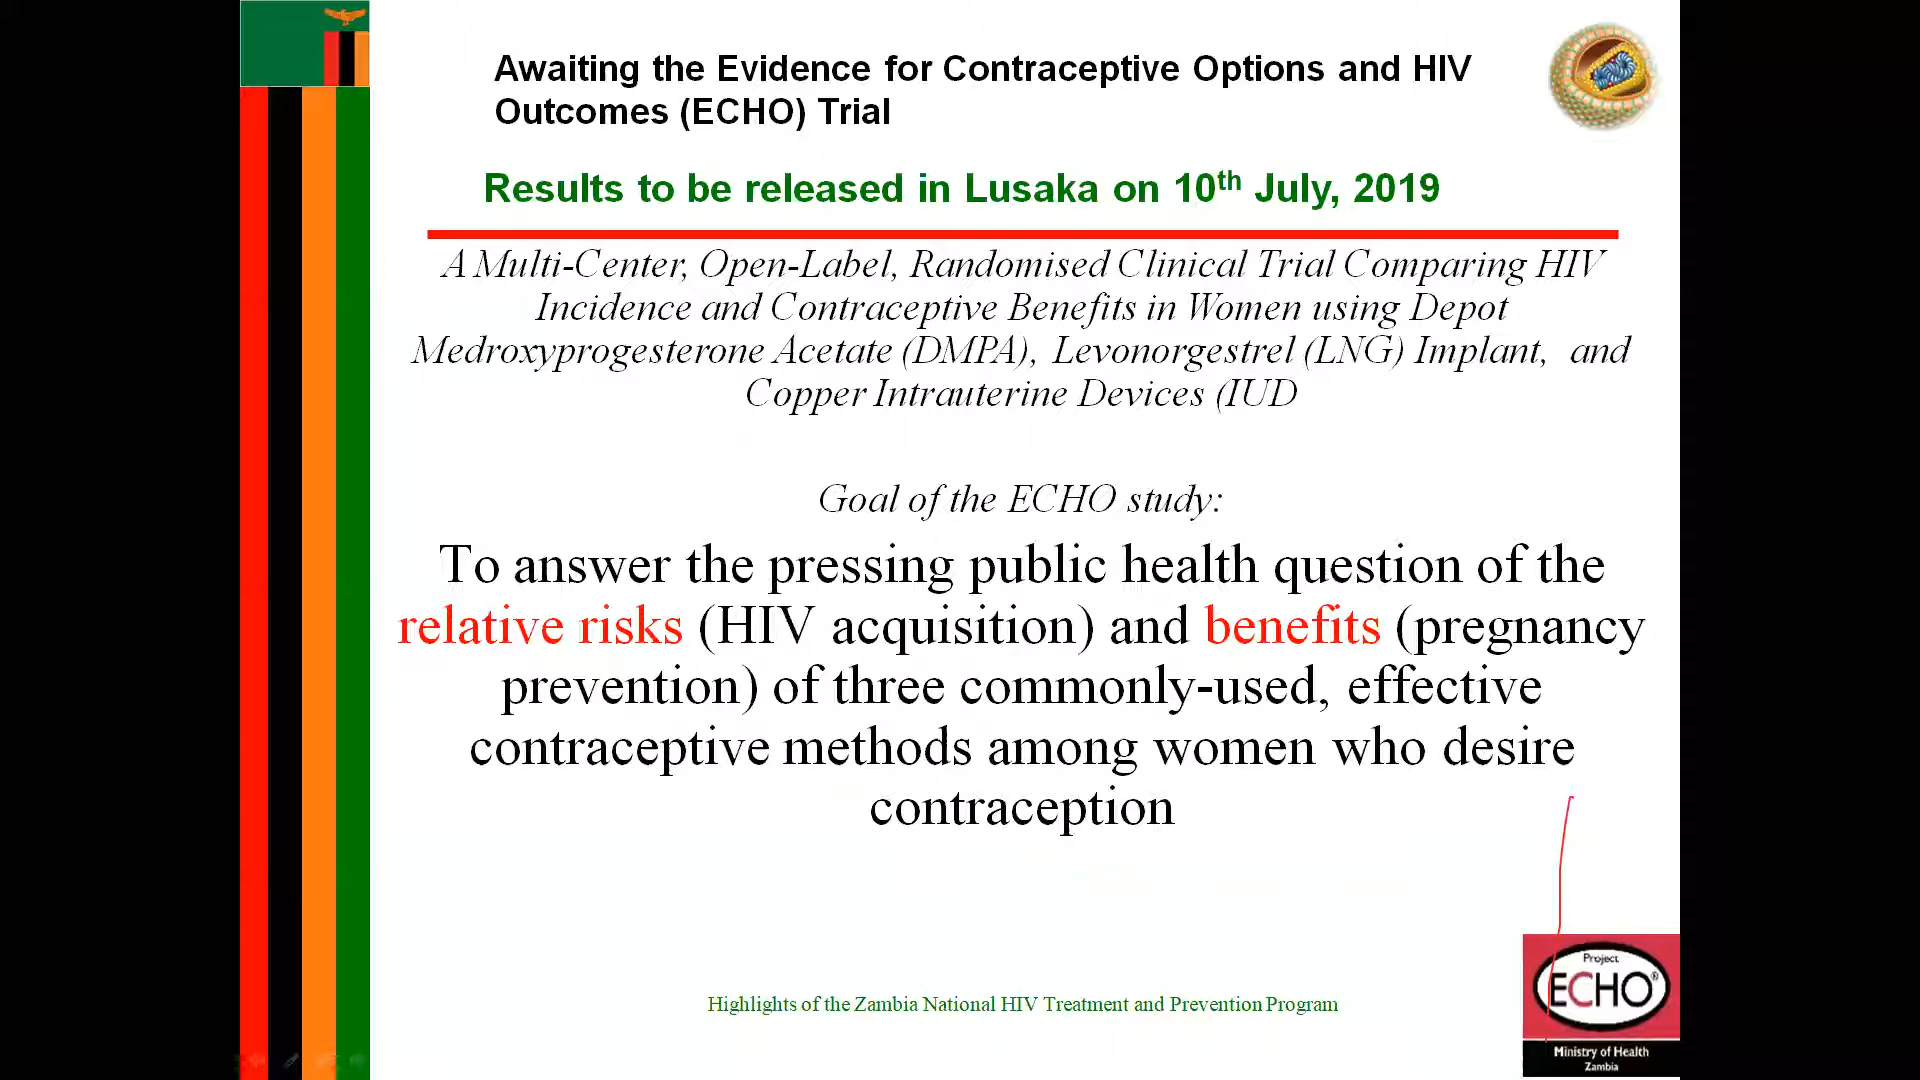 Awaiting the Evidence for Contraceptive Options and HIV
Outcomes (ECHO) Trial
Results to be released in Lusaka on 10th July, 2019
A Multi-Center, Open-Label, Randomised Clinical Trial Comparing HIV
Incidence and Contraceptive Benefits in Women using Depot
Medroxyprogesterone Acetate (DMPA), Levonorgestrel (LNG) Implant, and
Copper Intrauterine Devices (IUD
Goal of the ECHO study:
To answer the pressing public health question of the
relative risks (HIV acquisition) and benefits (pregnancy
prevention) of three commonly-used, effective
contraceptive methods among women who desire
contraception
Highlights of the Zambia National HIV Treatment and Prevention Program
Project
ECHO®
Ministry of Health
Zambia